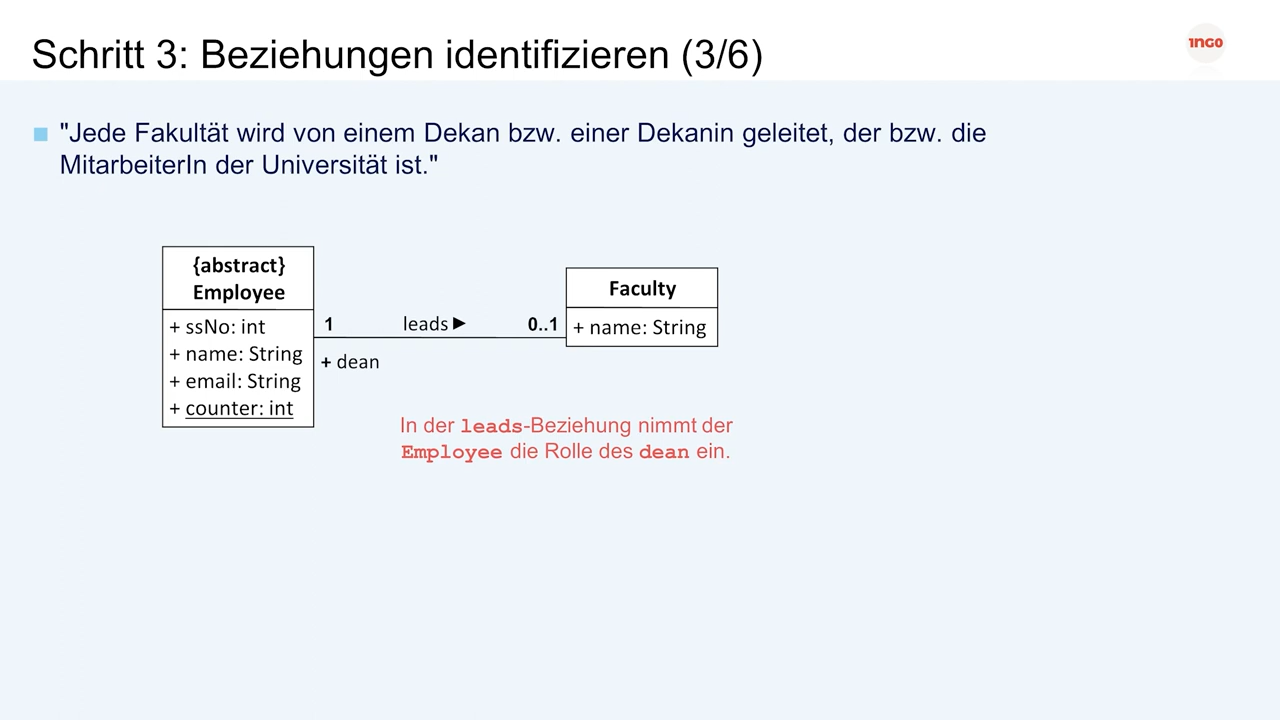 Schritt 3: Beziehungen identifizieren (3/6)
1NGO
"Jede Fakultät wird von einem Dekan bzw. einer Dekanin geleitet, der bzw. die
MitarbeiterIn der Universität ist."
{abstract}
Employee
+ ssNo: int
+ name: String
+ email: String
+ counter: int
1
leads ►
0..1
+ dean
Faculty
+ name: String
In der leads-Beziehung nimmt der
Employee die Rolle des dean ein.